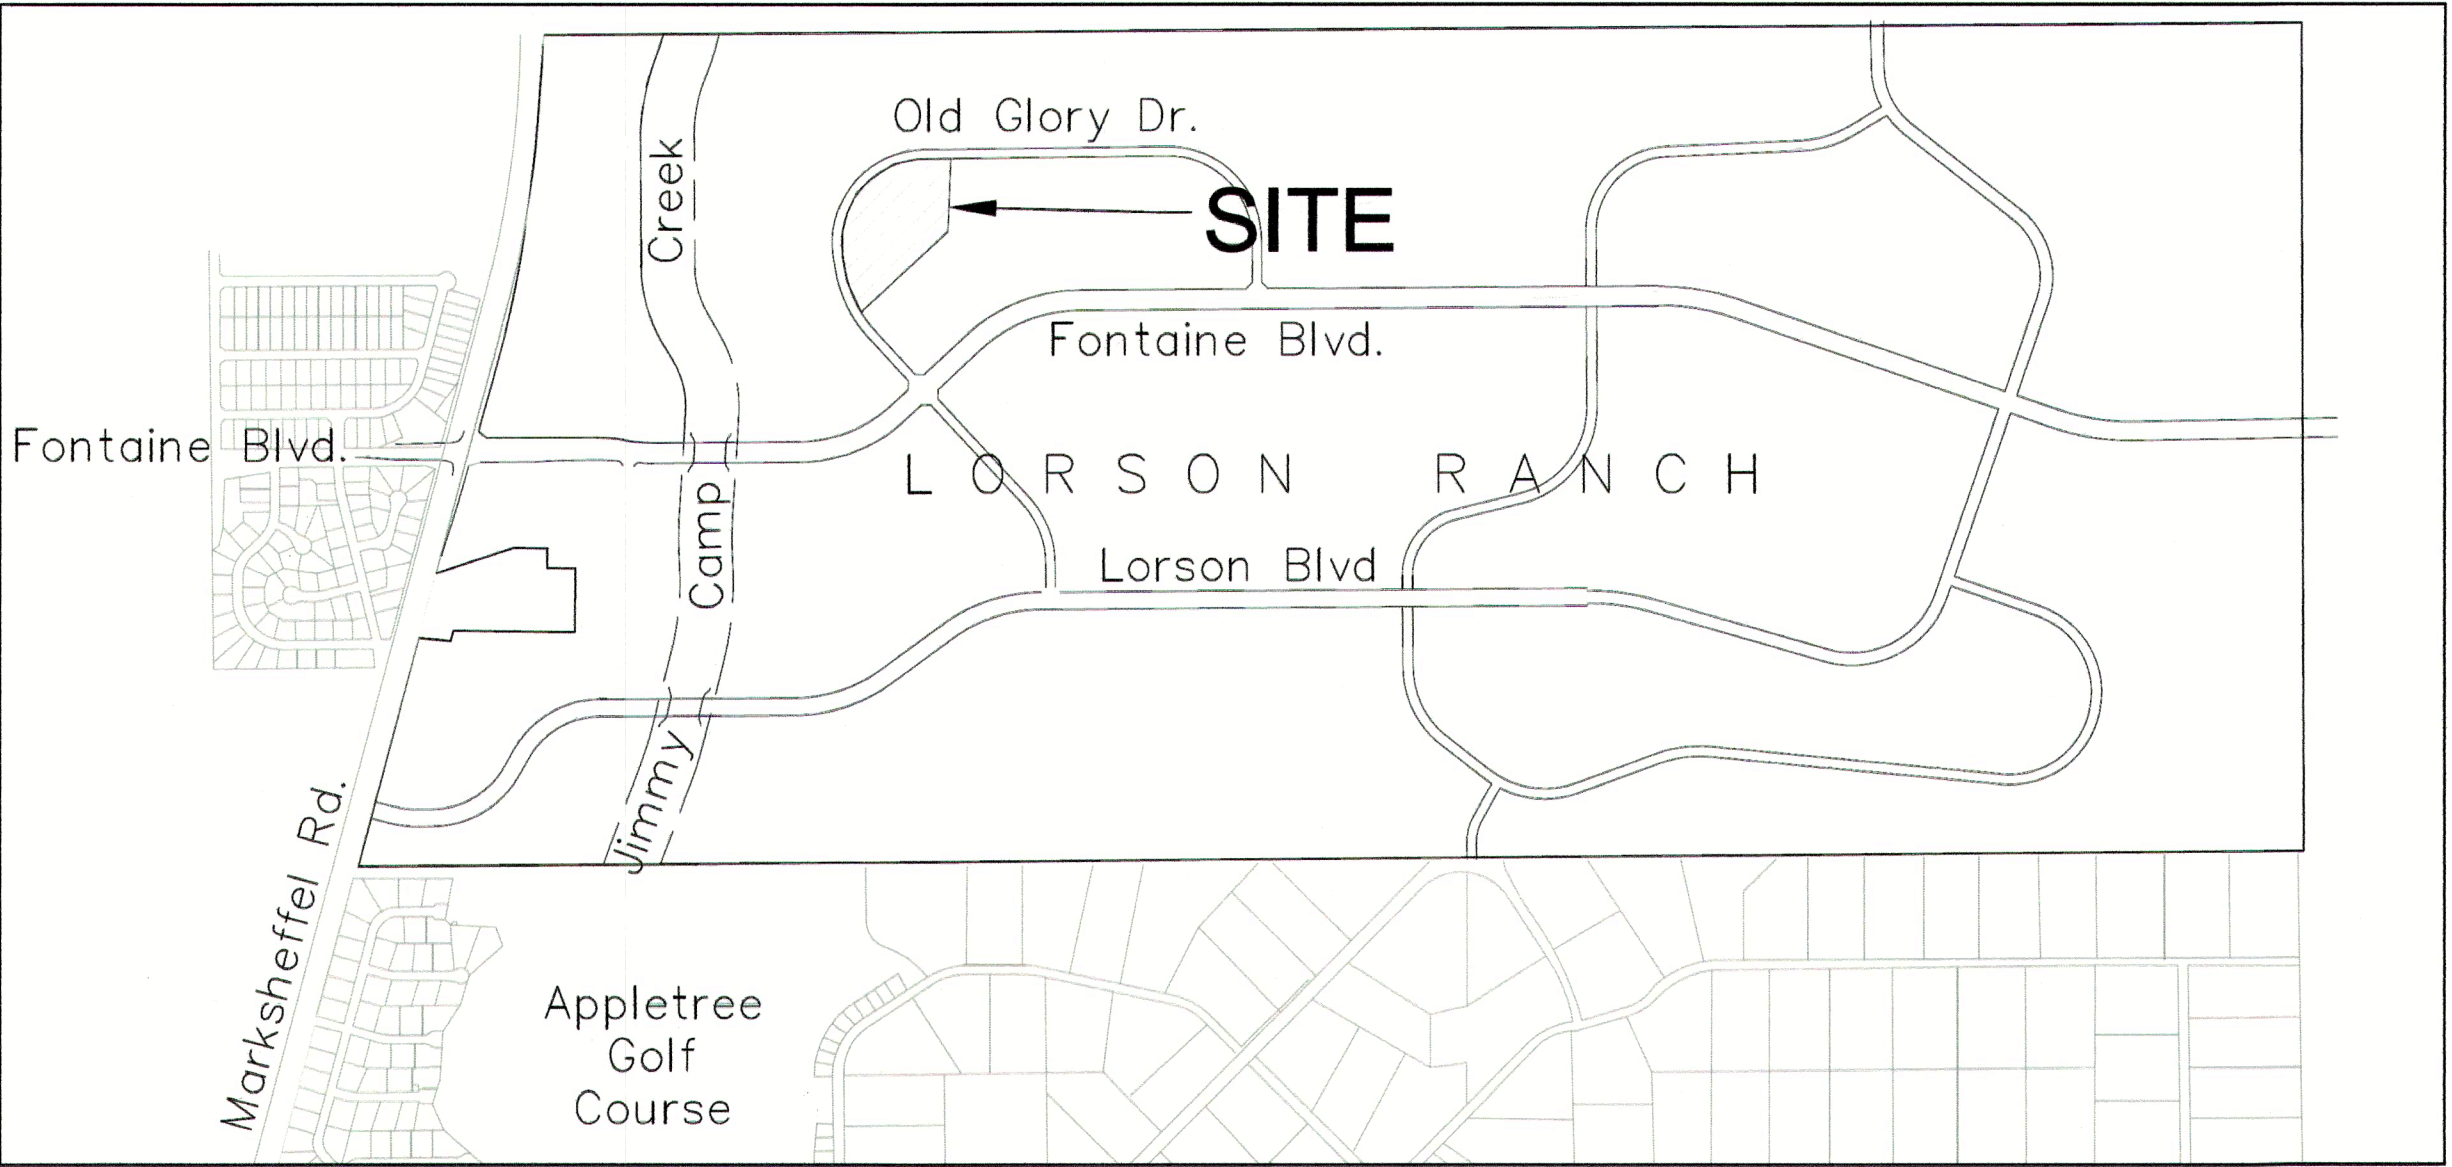 Old Glory Dr.
SITE
Fontaine Blvd.
Fontaine Blvd.
LORSON RANCH
Lorson Blvd
Jimmy Camp Creek
Marksheffel Rd.
Appletree
Golf
Course